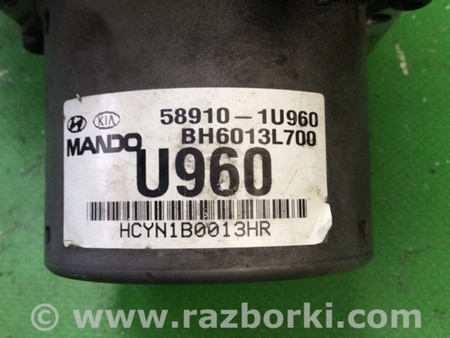 58910-1U960
KIA
BH6013L700
MANDO
U960
HCYN1B0013HR
© www.razborki.com